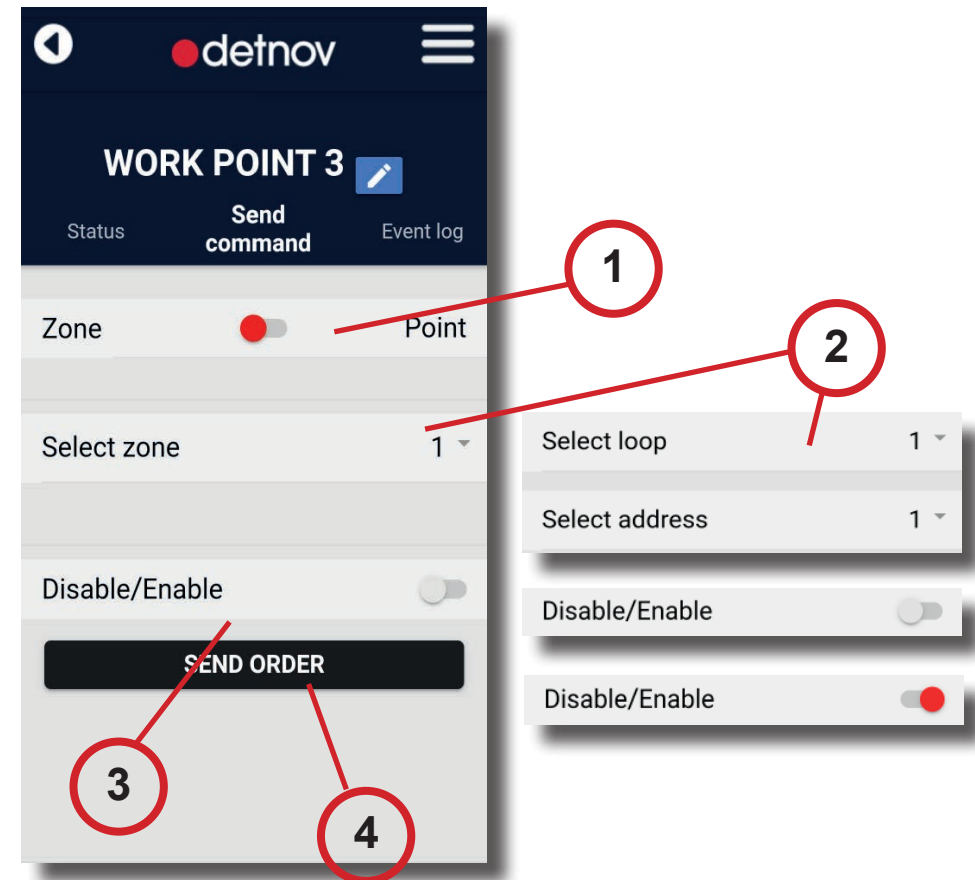 detnov
WORK POINT 3
Status
Send
command
Event log
Zone
Point
Select zone
1
Disable/Enable
SEND ORDER
1
2
3
4
Select loop
1
Select address
1
Disable/Enable
Disable/Enable